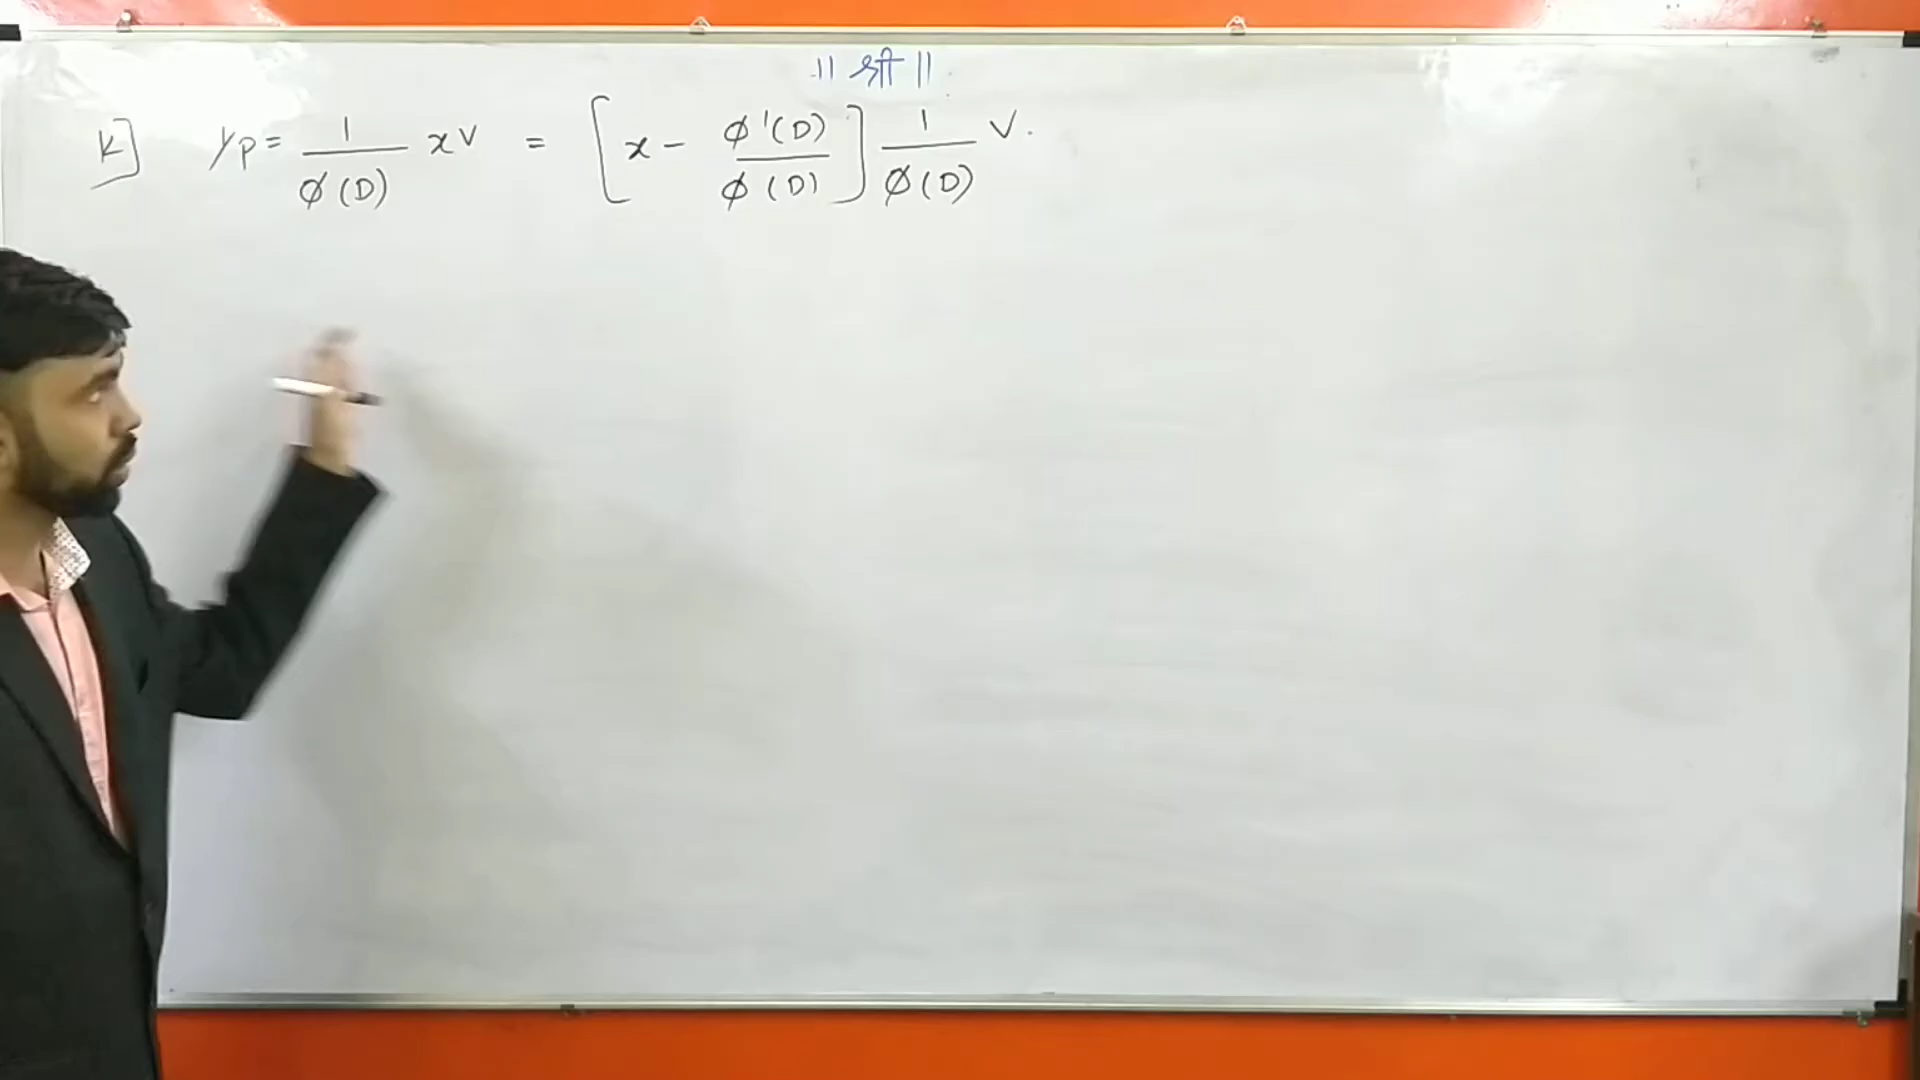 ॥ श्री ॥
K] yp = 1/ϕ(D) xV = [x - ϕ'(D)/ϕ(D)] 1/ϕ(D) V.